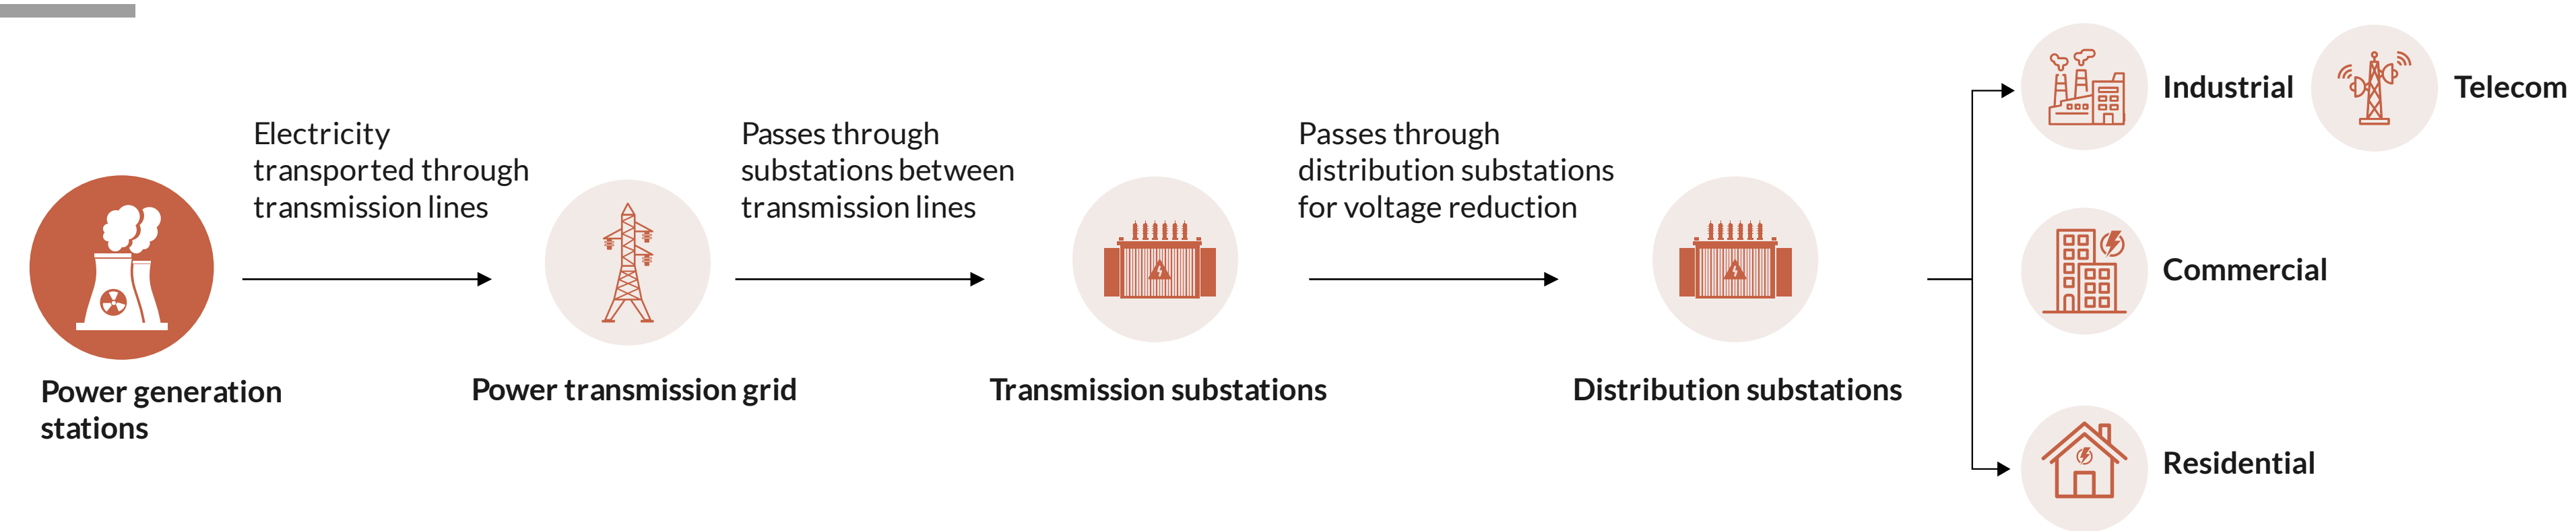 Electricity
transported through
transmission lines
Power generation
stations
Passes through
substations between
transmission lines
Power transmission grid
Transmission substations
Passes through
distribution substations
for voltage reduction
Distribution substations
Industrial
Telecom
Commercial
Residential